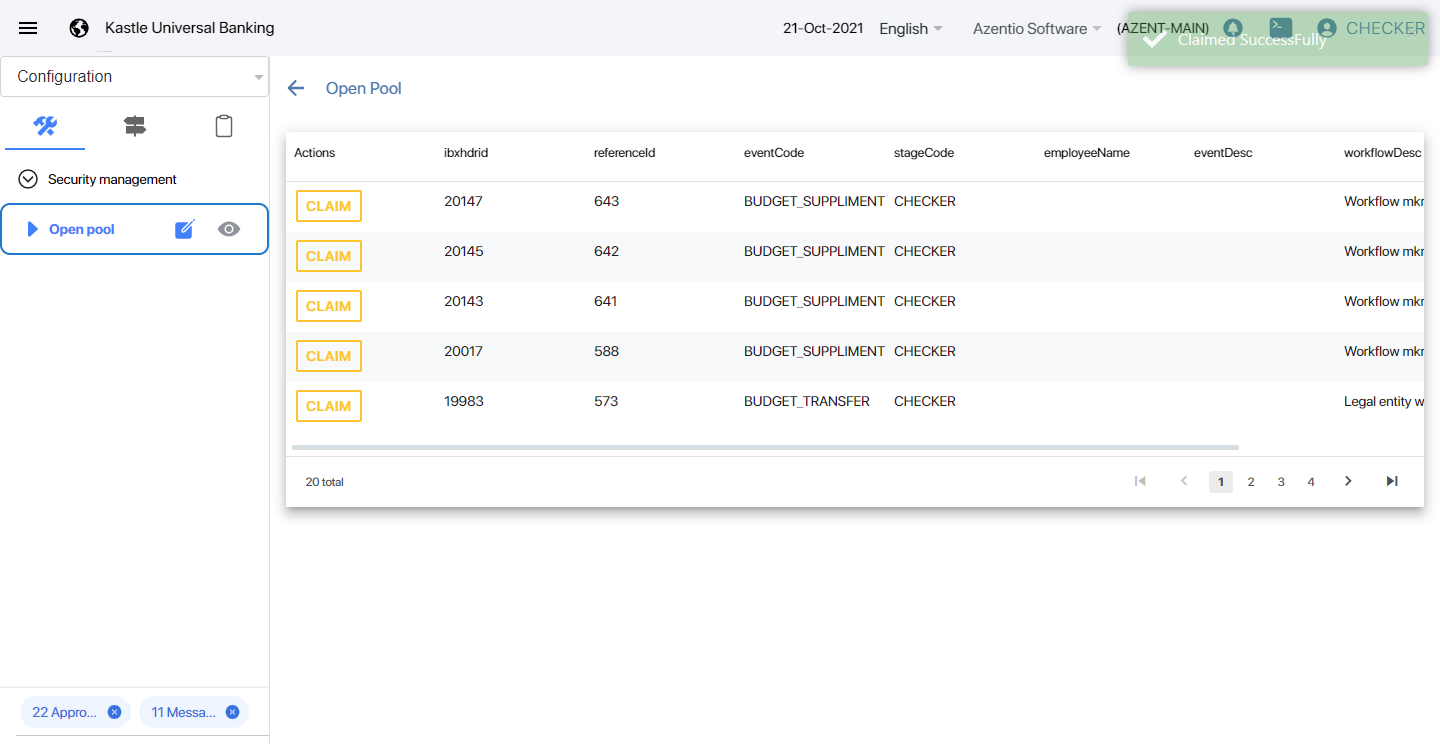 Kastle Universal Banking 21-Oct-2021 English Azentio Software (AZENT-MAIN) CHECKER
Claimed SuccessFully
Configuration
Open Pool
Security management
Open pool
Actions ibxhdrid referenceId eventCode stageCode employeeName eventDesc workflowDesc
CLAIM 20147 643 BUDGET_SUPPLIMENT CHECKER Workflow mkr
CLAIM 20145 642 BUDGET_SUPPLIMENT CHECKER Workflow mkr
CLAIM 20143 641 BUDGET_SUPPLIMENT CHECKER Workflow mkr
CLAIM 20017 588 BUDGET_SUPPLIMENT CHECKER Workflow mkr
CLAIM 19983 573 BUDGET_TRANSFER CHECKER Legal entity w
20 total 1 2 3 4
22 Appro... 11 Messa...